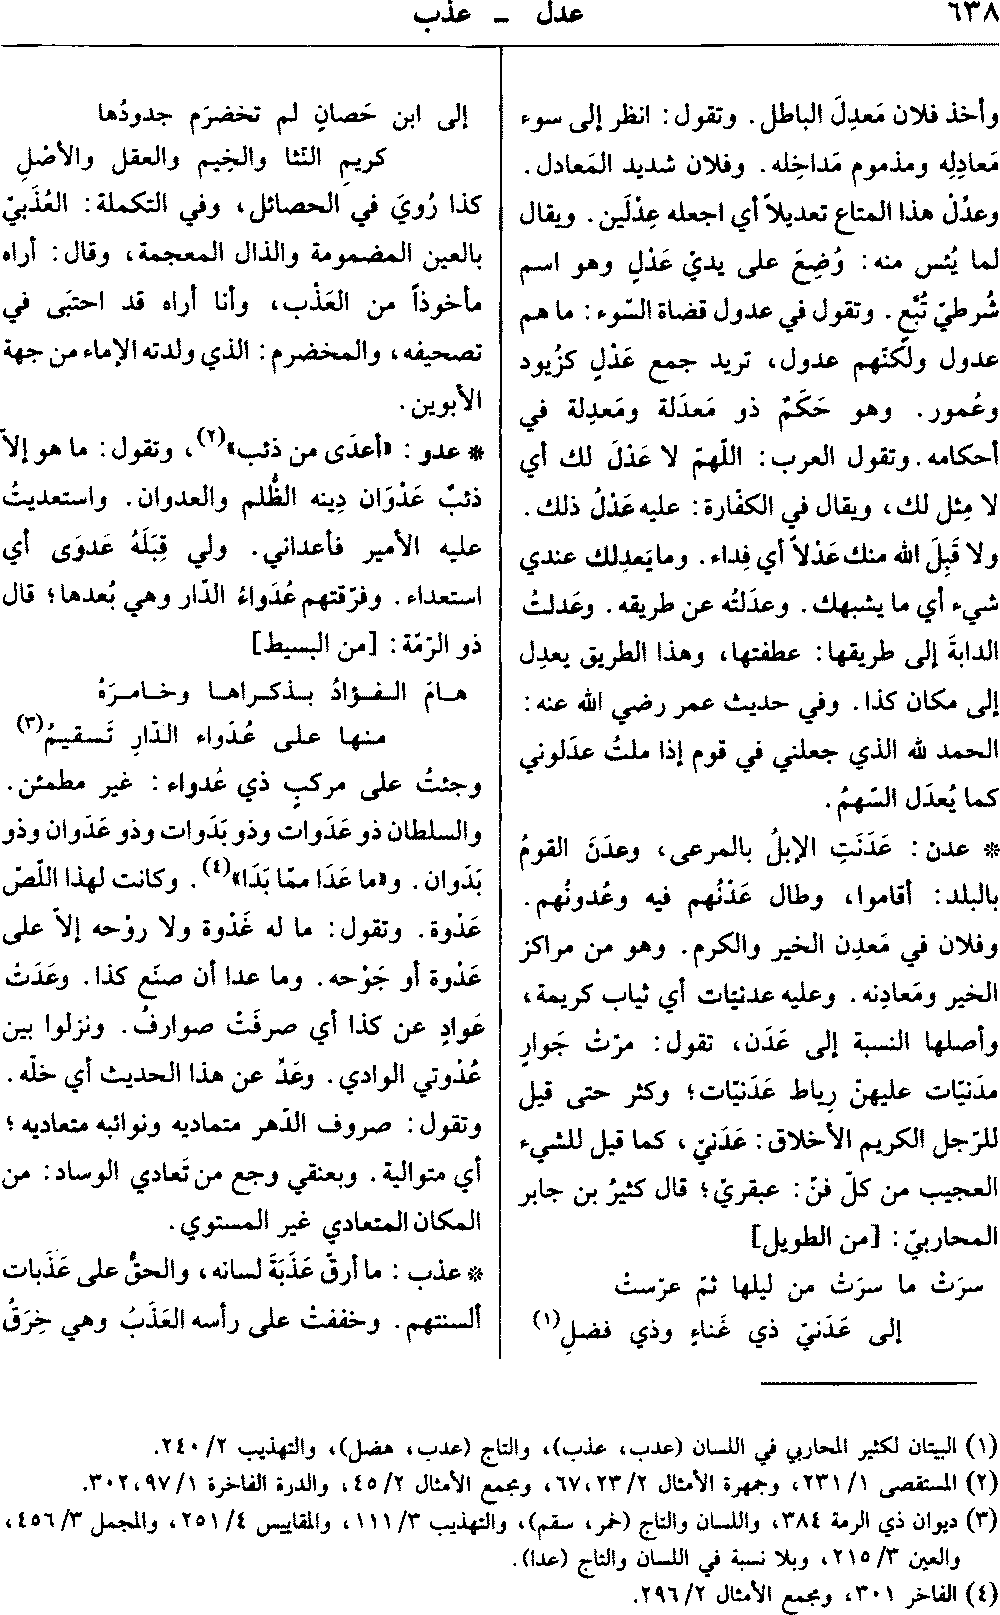 ٦٣٨
عدل - عذب
وأخذ فلان مَعدِلَ الباطل. وتقول: انظر إلى سوء
مَعادِلِه ومذموم مَداخِله. وفلان شديد المَعادل.
وعدّلْ هذا المتاع تعديلاً أي اجعله عِدْلَين. ويقال
لما يُئس منه: وُضِعَ على يديْ عَدْلٍ وهو اسم
شُرطيّ تُبَّعٍ. وتقول في عدول قضاة السّوء: ما هم
عدول ولكنّهم عدول، تريد جمع عَدْلٍ كزُيود
وعُمور. وهو حَكَمٌ ذو مَعدَلة ومَعدِلة في
أحكامه. وتقول العرب: اللّهمّ لا عَدْلَ لك أي
لا مِثل لك، ويقال في الكفّارة: عليه عَدْلُ ذلك.
ولا قَبِلَ الله منك عَدْلاً أي فِداء. وما يَعدِلك عندي
شيء أي ما يشبهك. وعدَلتُه عن طريقه. وعَدلتُ
الدابةَ إلى طريقها: عطفتها، وهذا الطريق يعدِل
إلى مكان كذا. وفي حديث عمر رضي الله عنه:
الحمد لله الذي جعلني في قوم إذا ملتُ عدَلوني
كما يُعدَل السّهمُ.
* عدن: عَدَنَتِ الإبلُ بالمرعى، وعدَنَ القومُ
بالبلد: أقاموا، وطال عَدْنُهم فيه وعُدونُهم.
وفلان في مَعدِن الخير والكرم. وهو من مراكز
الخير ومَعادِنه. وعليه عدنيّات أي ثياب كريمة،
وأصلها النسبة إلى عَدَن، تقول: مرّتْ جَوارٍ
مدَنيّات عليهنّ رِياط عَدَنيّات؛ وكثر حتى قيل
للرّجل الكريم الأخلاق: عَدَنيّ، كما قيل للشيء
العجيب من كلّ فنّ: عبقريّ؛ قال كثيرُ بن جابر
المحاربيّ: [من الطويل]
سرَتْ ما سرَتْ من ليلها ثمّ عرّستْ
إلى عَدَنيّ ذي غَناءٍ وذي فضلِ(١)
إلى ابن حَصانٍ لم تخضرَم جدودُها
كريمِ النّثا والخِيم والعقل والأصْلِ
كذا رُويَ في الحصائل، وفي التكملة: العُذَبيّ
بالعين المضمومة والذال المعجمة، وقال: أراه
مأخوذاً من العَذْب، وأنا أراه قد احتبَى في
تصحيفه، والمخضرم: الذي ولدته الإماء من جهة
الأبوين.
* عدو: «أعدَى من ذئب»(٢)، وتقول: ما هو إلاّ
ذئبٌ عَدْوَان دِينه الظُّلم والعدوان. واستعديتُ
عليه الأمير فأعداني. ولي قِبَلَهُ عَدوَى أي
استعداء. وفرّقتهم عُدَواءُ الدّار وهي بُعدها؛ قال
ذو الرّمّة: [من البسيط]
هـامَ الـفـؤادُ بـذكـراهـا وخـامـرَهُ
منهـا علـى عُدَواء الـدّارِ تَسقيمُ(٣)
وجئتُ على مركبٍ ذي عُدواء: غير مطمئن.
والسلطان ذو عَدَوات وذو بَدَوات وذو عَدَوان وذو
بَدَوان. و«ما عَدَا ممّا بَدَا»(٤). وكانت لهذا اللّصّ
عَدْوة. وتقول: ما له غَدْوة ولا روْحه إلاّ على
عَدْوة أو جَوْحه. وما عدا أن صنَع كذا. وعَدَتْ
عَوادٍ عن كذا أي صرفَتْ صوارفُ. ونزلوا بين
عُدْوتي الوادي. وعَدِّ عن هذا الحديث أي خلّه.
وتقول: صروف الدّهر متماديه ونوائبه متعاديه؛
أي متوالية. وبعنقي وجع من تَعادي الوساد: من
المكان المتعادي غير المستوي.
* عذب: ما أرقّ عَذَبَةَ لسانه، والحقُّ على عَذَبات
ألسنتهم. وخففتْ على رأسه العَذَبُ وهي خِرَقُ
(١) البيتان لكثير المحاربي في اللسان (عدب، عذب)، والتاج (عدب، هضل)، والتهذيب ٢/ ٢٤٠.
(٢) المستقصى ١/ ٢٣١، وجمهرة الأمثال ٢/ ٢٣، ٦٧، ومجمع الأمثال ٢/ ٤٥، والدرة الفاخرة ١/ ٩٧، ٣٠٢.
(٣) ديوان ذي الرمة ٣٨٤، واللسان والتاج (خمر، سقم)، والتهذيب ٣/ ١١١، والمقاييس ٤/ ٢٥١، والمجمل ٣/ ٤٥٦،
والعين ٣/ ٢١٥، وبلا نسبة في اللسان والتاج (عدا).
(٤) الفاخر ٣٠١، ومجمع الأمثال ٢/ ٢٩٦.